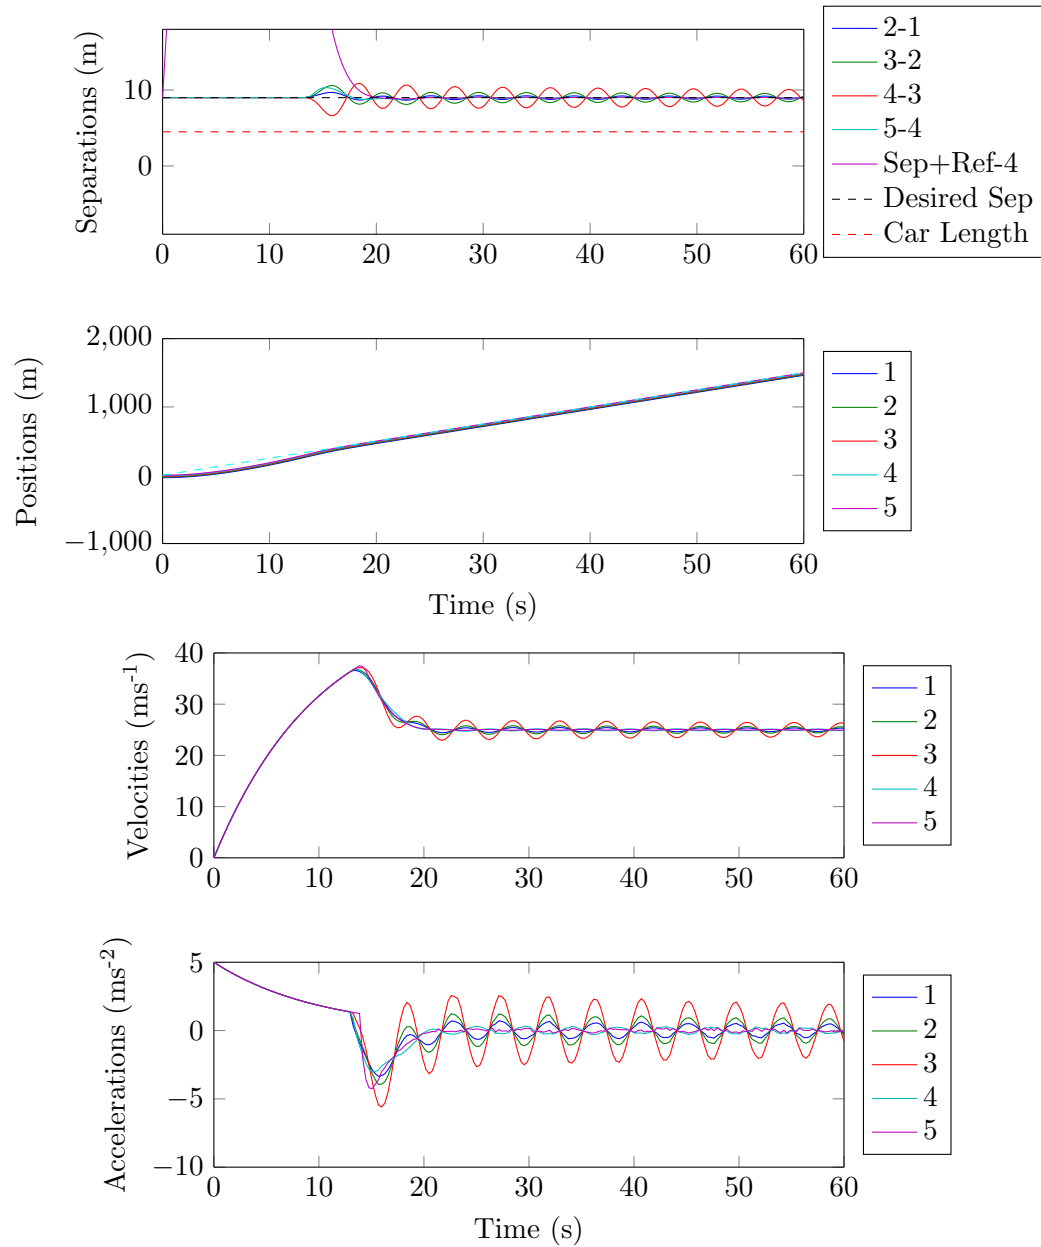 Separations (m)
10
0
0 10 20 30 40 50 60
2-1
3-2
4-3
5-4
Sep+Ref-4
Desired Sep
Car Length
Positions (m)
2,000
1,000
0
−1,000
0 10 20 30 40 50 60
Time (s)
1
2
3
4
5
Velocities (ms-1)
40
30
20
10
0
0 10 20 30 40 50 60
1
2
3
4
5
Accelerations (ms-2)
5
0
−5
−10
0 10 20 30 40 50 60
Time (s)
1
2
3
4
5